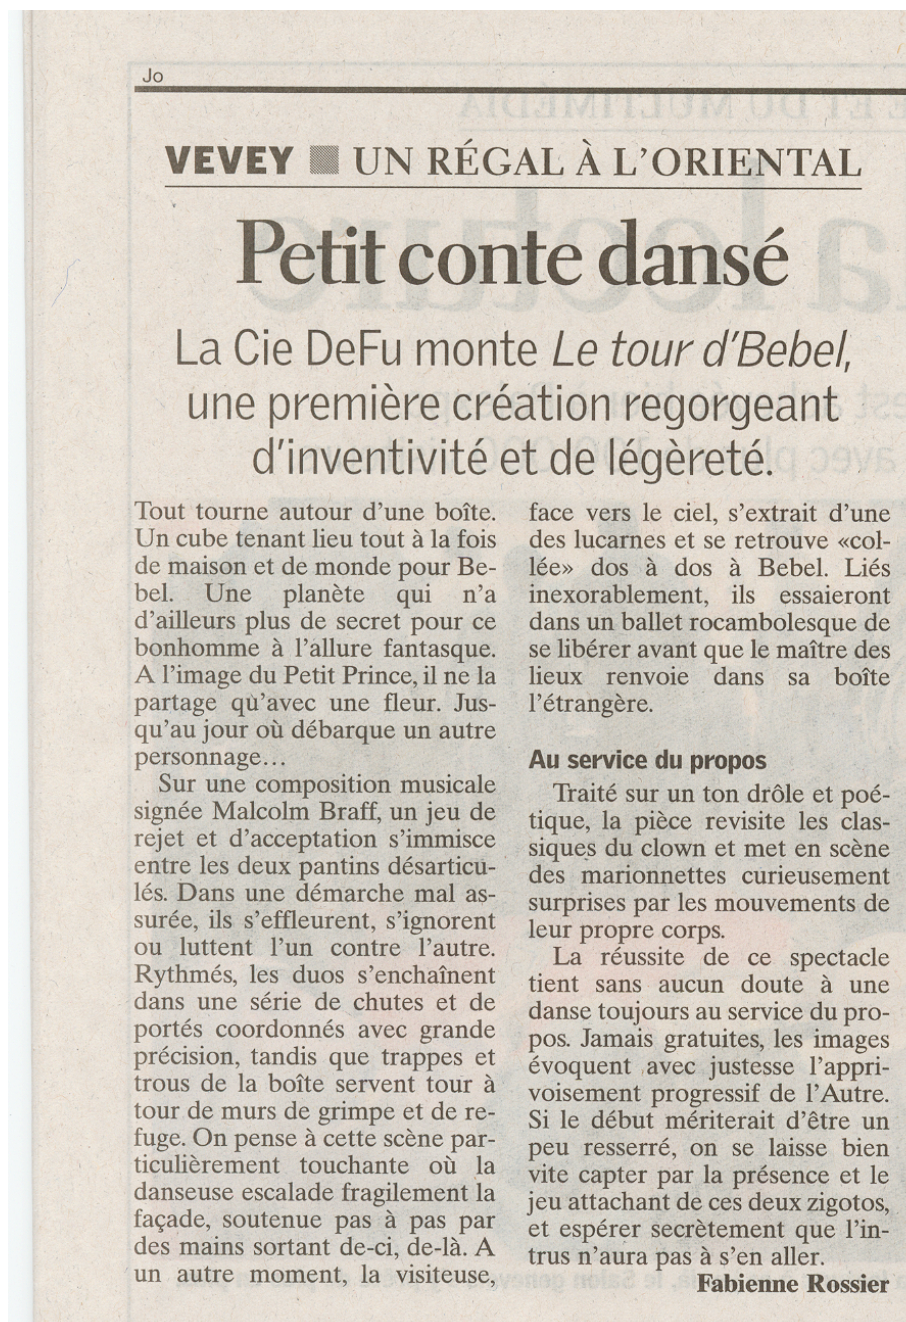 Jo
VEVEY UN RÉGAL À L'ORIENTAL
Petit conte dansé
La Cie DeFu monte Le tour d'Bebel,
une première création regorgeant
d'inventivité et de légèreté.
Tout tourne autour d'une boîte.
Un cube tenant lieu tout à la fois
de maison et de monde pour Be-
bel. Une planète qui n'a
d'ailleurs plus de secret pour ce
bonhomme à l'allure fantasque.
A l'image du Petit Prince, il ne la
partage qu'avec une fleur. Jus-
qu'au jour où débarque un autre
personnage...
Sur une composition musicale
signée Malcolm Braff, un jeu de
rejet et d'acceptation s'immisce
entre les deux pantins désarticu-
lés. Dans une démarche mal as-
surée, ils s'effleurent, s'ignorent
ou luttent l'un contre l'autre.
Rythmés, les duos s'enchaînent
dans une série de chutes et de
portés coordonnés avec grande
précision, tandis que trappes et
trous de la boîte servent tour à
tour de murs de grimpe et de re-
fuge. On pense à cette scène par-
ticulièrement touchante où la
danseuse escalade fragilement la
façade, soutenue pas à pas par
des mains sortant de-ci, de-là. A
un autre moment, la visiteuse,
face vers le ciel, s'extrait d'une
des lucarnes et se retrouve «col-
lée» dos à dos à Bebel. Liés
inexorablement, ils essaieront
dans un ballet rocambolesque de
se libérer avant que le maître des
lieux renvoie dans sa boîte
l'étrangère.
Au service du propos
Traité sur un ton drôle et poé-
tique, la pièce revisite les clas-
siques du clown et met en scène
des marionnettes curieusement
surprises par les mouvements de
leur propre corps.
La réussite de ce spectacle
tient sans aucun doute à une
danse toujours au service du pro-
pos. Jamais gratuites, les images
évoquent avec justesse l'appri-
voisement progressif de l'Autre.
Si le début mériterait d'être un
peu resserré, on se laisse bien
vite capter par la présence et le
jeu attachant de ces deux zigotos,
et espérer secrètement que l'in-
trus n'aura pas à s'en aller.
Fabienne Rossier